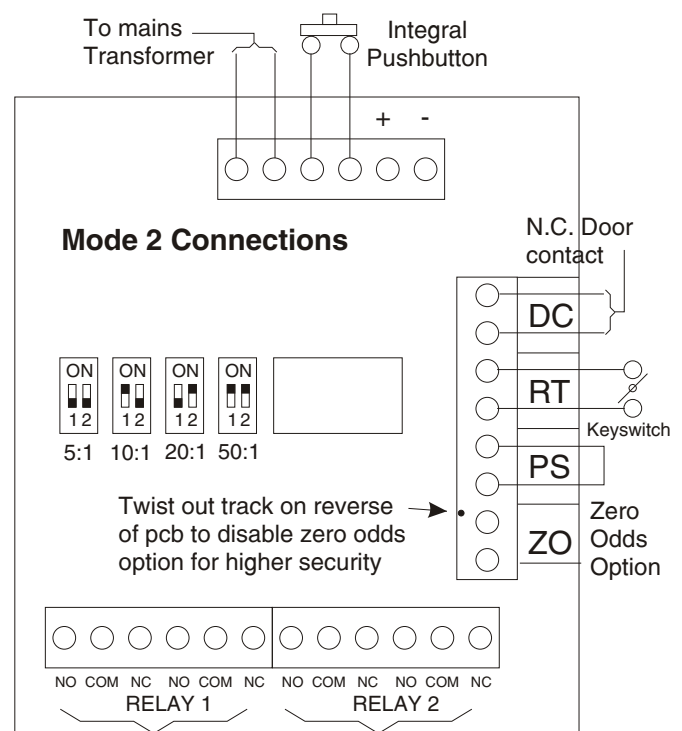 To mains
Transformer
Integral
Pushbutton
+ -
Mode 2 Connections
N.C. Door
contact
DC
RT
Keyswitch
PS
ZO
Zero
Odds
Option
ON ON ON ON
1 2 1 2 1 2 1 2
5:1 10:1 20:1 50:1
Twist out track on reverse
of pcb to disable zero odds
option for higher security
NO COM NC NO COM NC NO COM NC NO COM NC
RELAY 1 RELAY 2